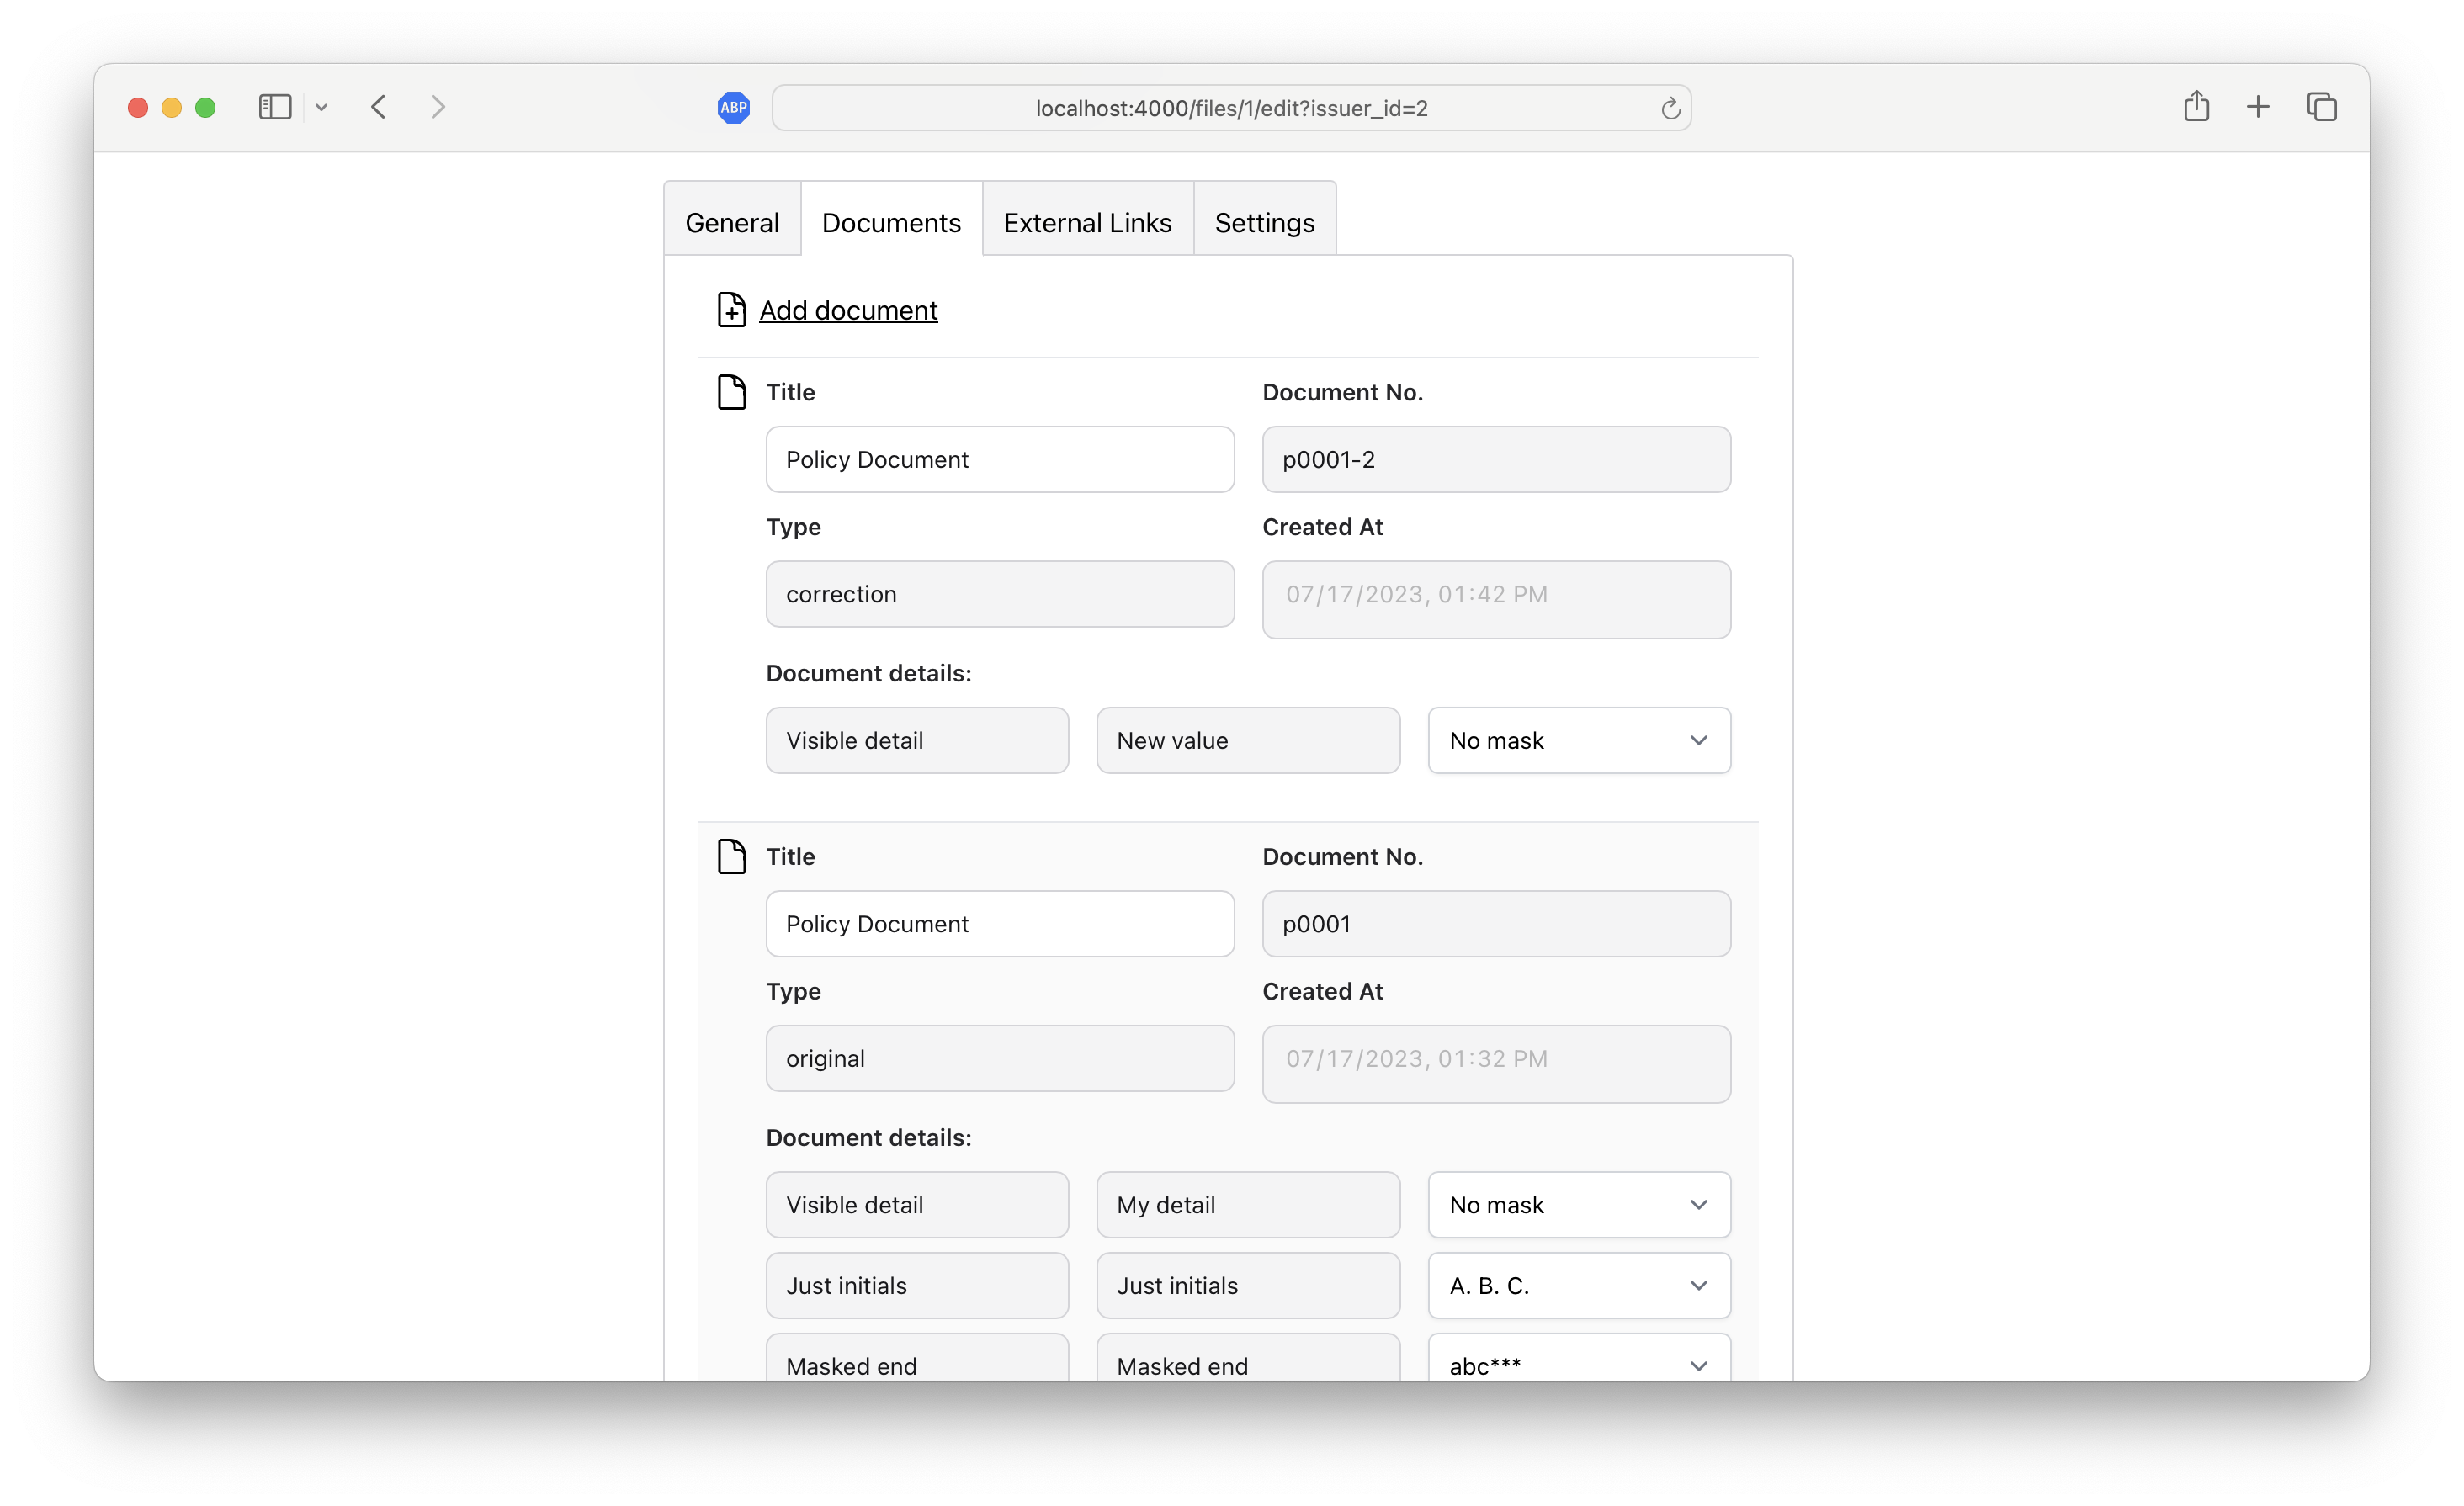 ABP
localhost:4000/files/1/edit?issuer_id=2
General Documents External Links Settings
Add document
Title Document No.
Policy Document p0001-2
Type Created At
correction 07/17/2023, 01:42 PM
Document details:
Visible detail New value No mask
Title Document No.
Policy Document p0001
Type Created At
original 07/17/2023, 01:32 PM
Document details:
Visible detail My detail No mask
Just initials Just initials A. B. C.
Masked end Masked end abc***